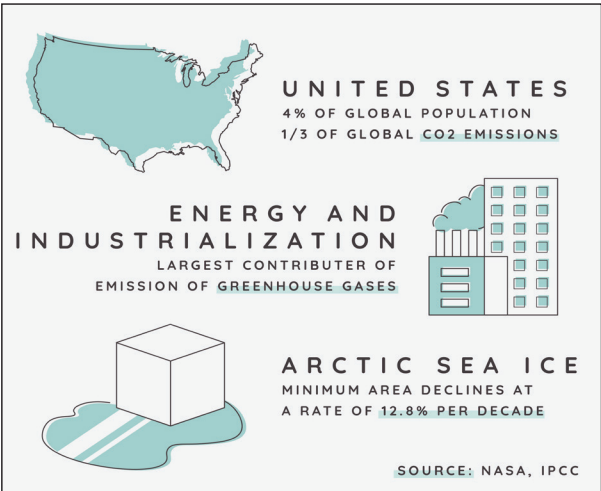 UNITED STATES
4% OF GLOBAL POPULATION
1/3 OF GLOBAL CO2 EMISSIONS
ENERGY AND
INDUSTRIALIZATION
LARGEST CONTRIBUTER OF
EMISSION OF GREENHOUSE GASES
ARCTIC SEA ICE
MINIMUM AREA DECLINES AT
A RATE OF 12.8% PER DECADE
SOURCE: NASA, IPCC